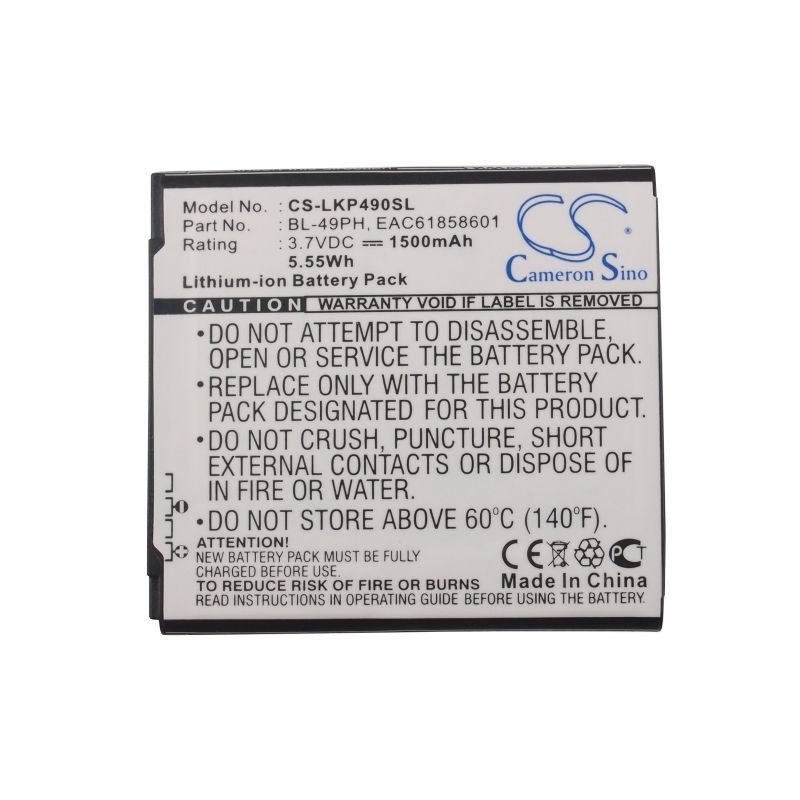 Model No. : CS-LKP490SL
Part No. : BL-49PH, EAC61858601
Rating : 3.7VDC 1500mAh
5.55Wh
Lithium-ion Battery Pack
CS
Cameron Sino
CAUTION: WARRANTY VOID IF LABEL REMOVED
•DO NOT ATTEMPT TO DISASSEMBLE,
OPEN OR SERVICE THE BATTERY PACK.
•REPLACE ONLY WITH THE BATTERY
PACK DESIGNATED FOR THIS PRODUCT.
•DO NOT CRUSH, PUNCTURE, SHORT
EXTERNAL CONTACTS OR DISPOSE
IN FIRE OR WATER.
•DO NOT STORE ABOVE 60°C (140°F).
ATTENTION!
NEW BATTERY PACK MUST BE FULLY
CHARGED BEFORE USE.
TO REDUCE RISK OF FIRE OR BURNS
READ INSTRUCTIONS IN OPERATING GUIDE BEFORE USING THE BATTERY.
CE PCT
Made In China